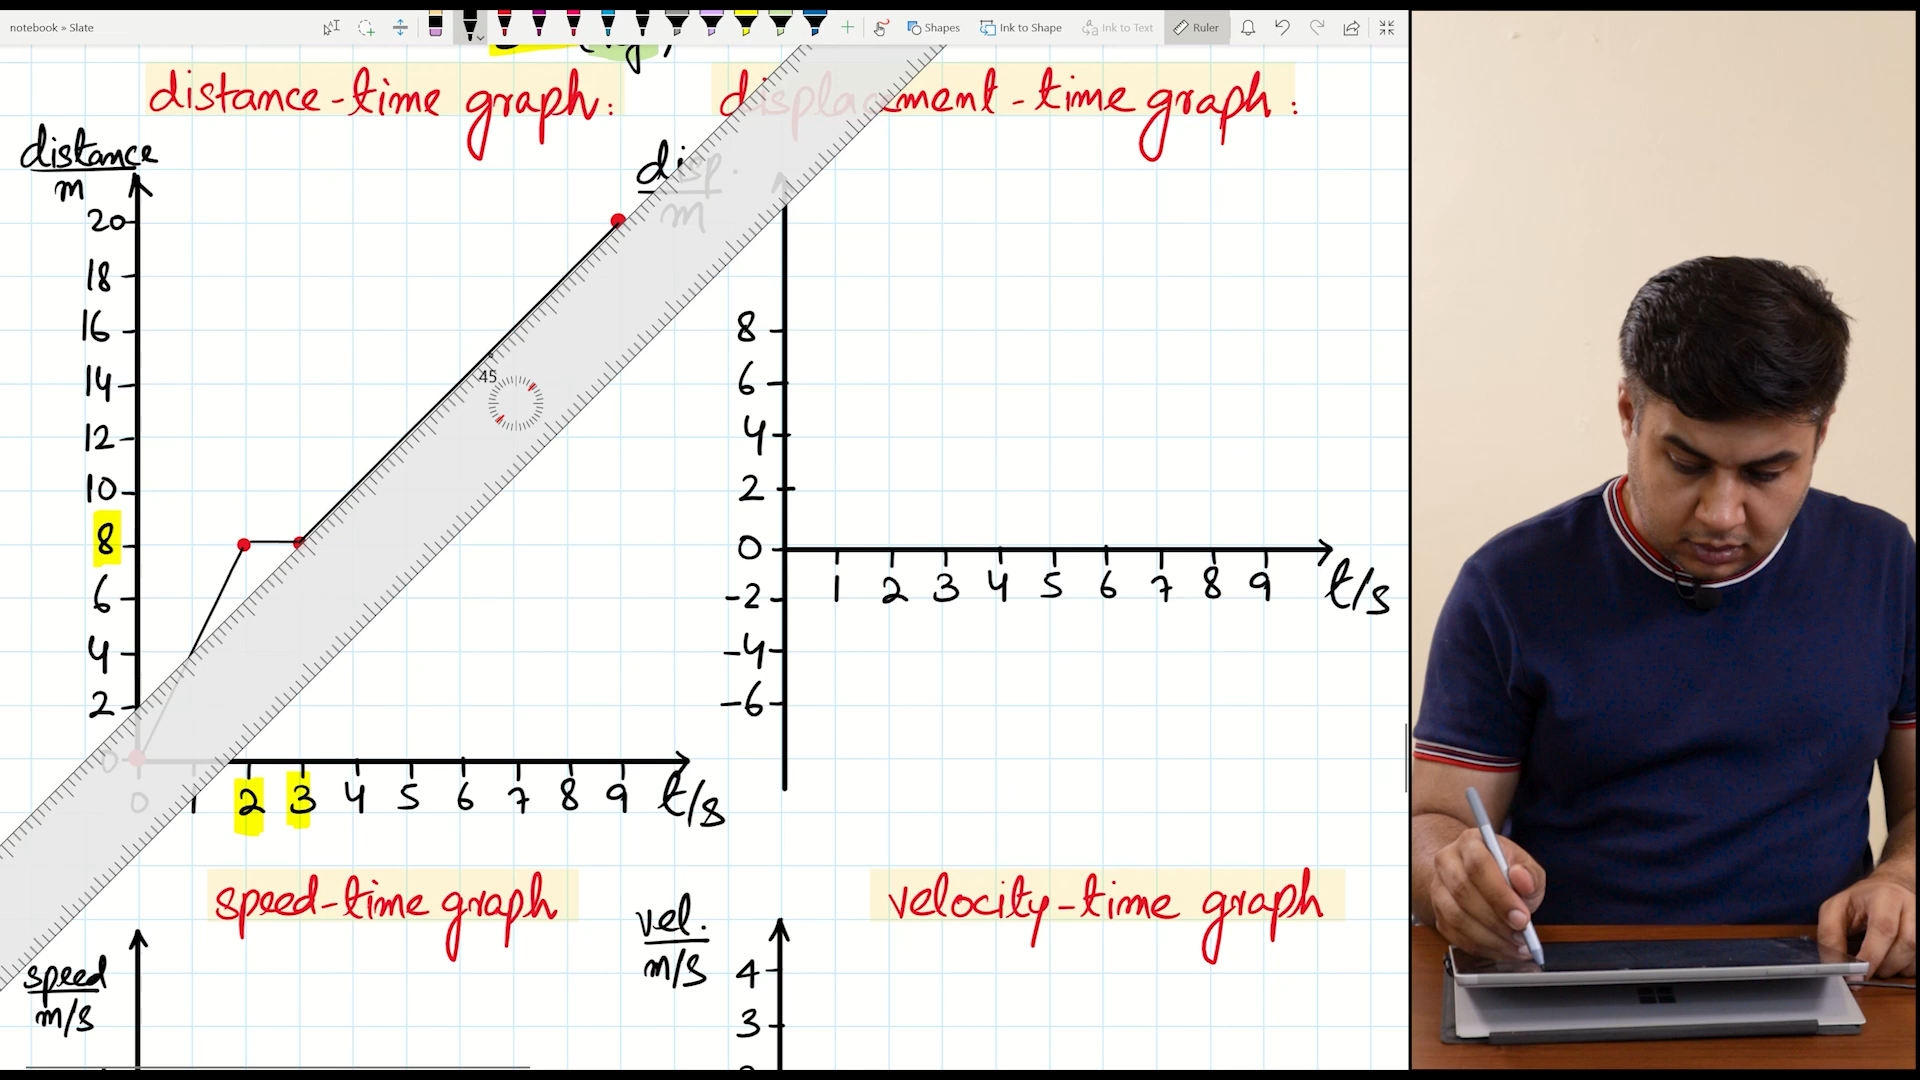 notebook » Slate
Shapes
Ink to Shape
Ink to Text
Ruler
distance-time graph:
displacement-time graph:
distance
m
20
18
16
14
12
10
8
6
4
2
0
0 1 2 3 4 5 6 7 8 9 t/s
45
disp.
m
8
6
4
2
0
-2
-4
-6
1 2 3 4 5 6 7 8 9 t/s
speed-time graph
velocity-time graph
speed
m/s
vel.
m/s
4
3